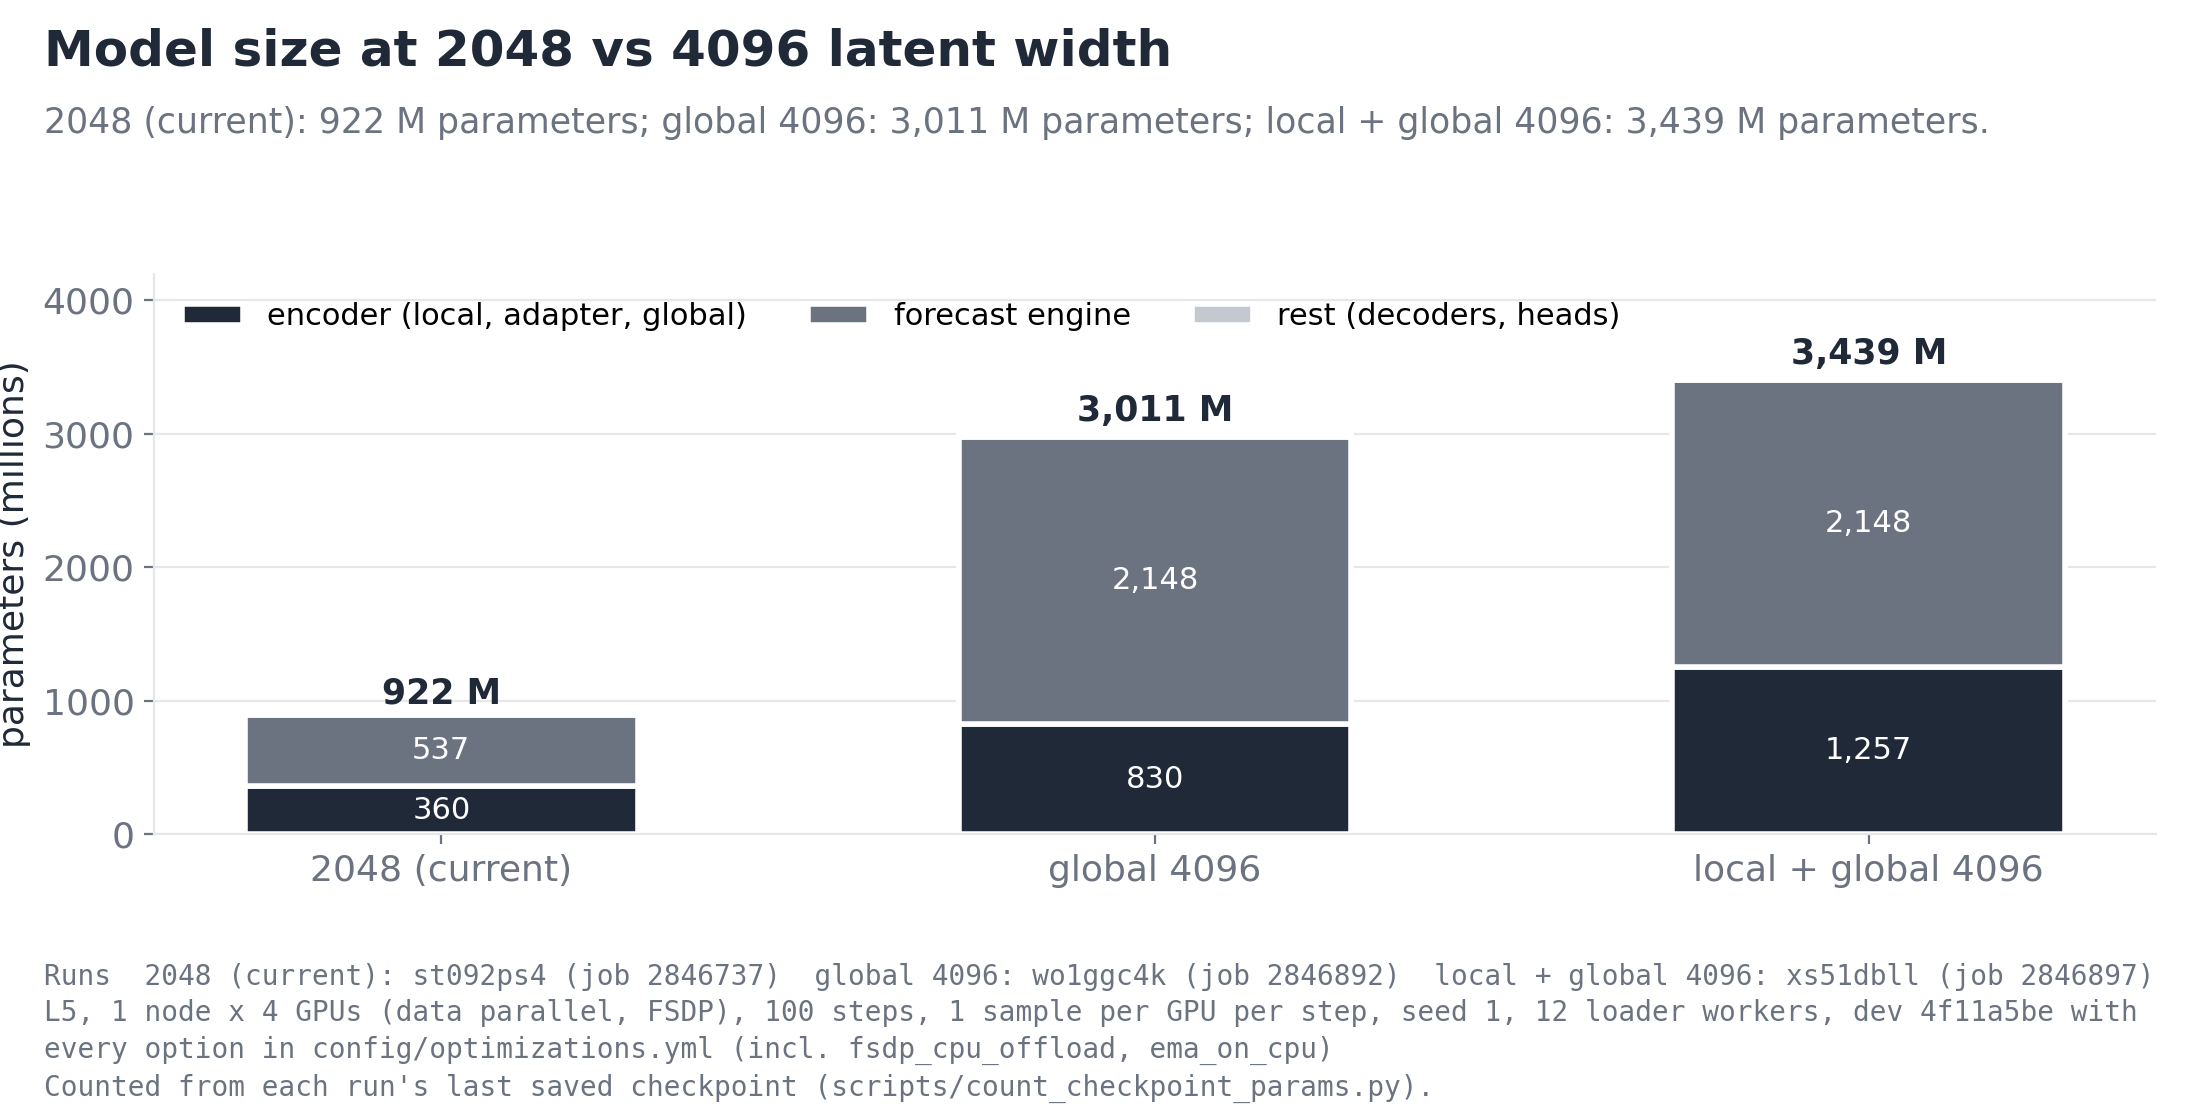 Model size at 2048 vs 4096 latent width
2048 (current): 922 M parameters; global 4096: 3,011 M parameters; local + global 4096: 3,439 M parameters.
parameters (millions)
4000
3000
2000
1000
0
encoder (local, adapter, global) forecast engine rest (decoders, heads)
922 M
537
360
3,011 M
2,148
830
3,439 M
2,148
1,257
2048 (current) global 4096 local + global 4096
Runs 2048 (current): st092ps4 (job 2846737) global 4096: wo1ggc4k (job 2846892) local + global 4096: xs51dbll (job 2846897)
L5, 1 node x 4 GPUs (data parallel, FSDP), 100 steps, 1 sample per GPU per step, seed 1, 12 loader workers, dev 4f11a5be with
every option in config/optimizations.yml (incl. fsdp_cpu_offload, ema_on_cpu)
Counted from each run's last saved checkpoint (scripts/count_checkpoint_params.py).